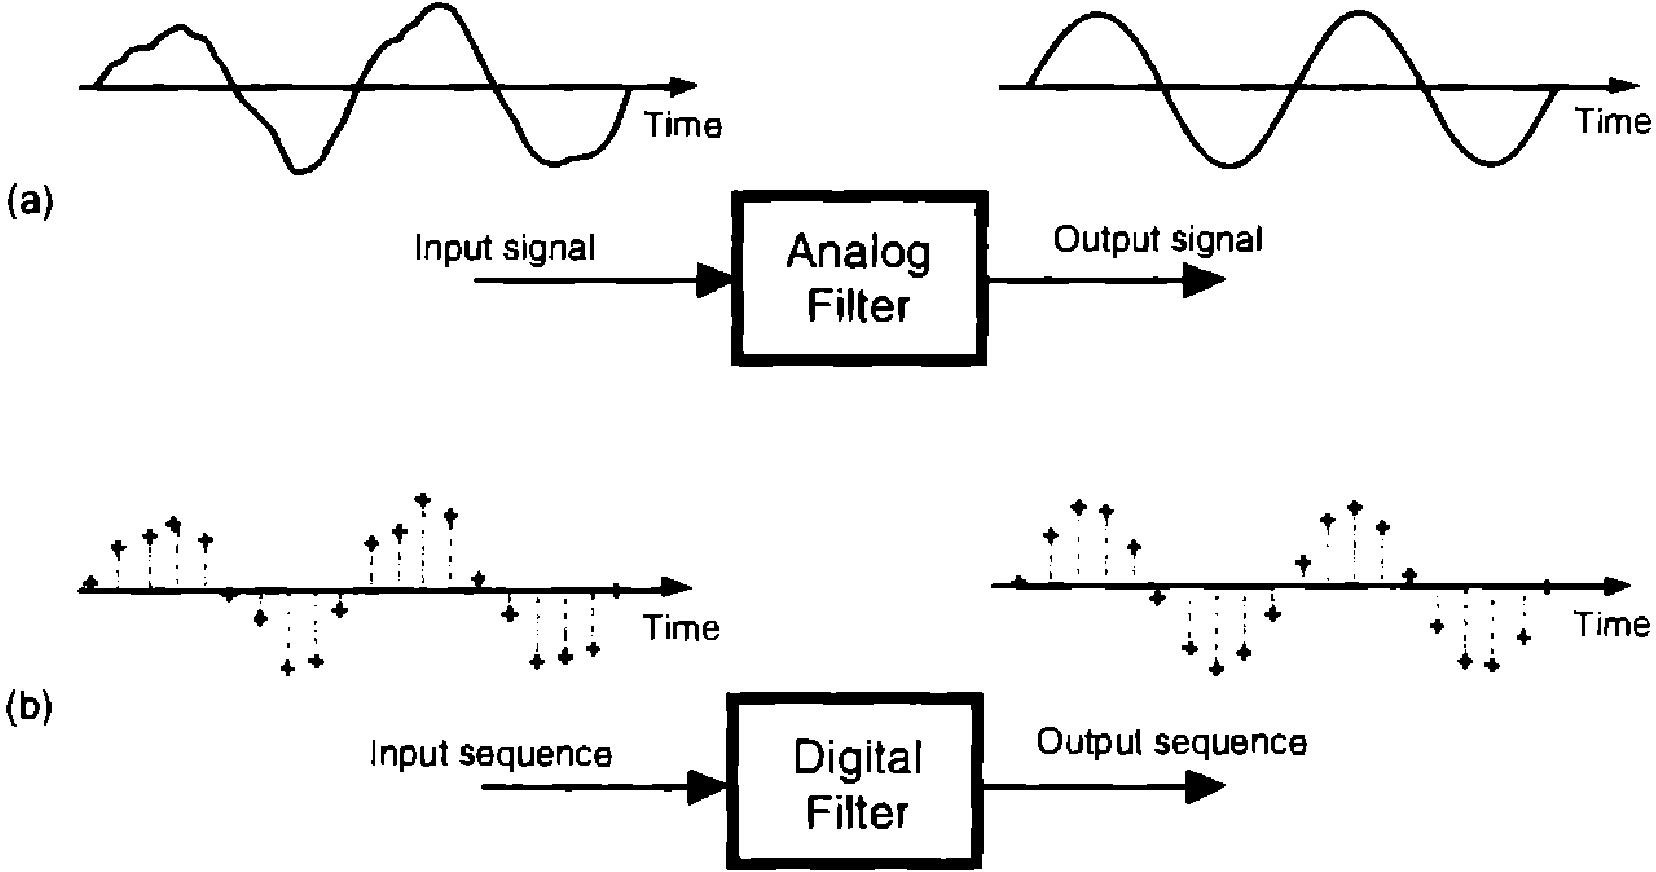 Time
Time
(a)
Input signal
Analog
Filter
Output signal
Time
Time
(b)
Input sequence
Digital
Filter
Output sequence